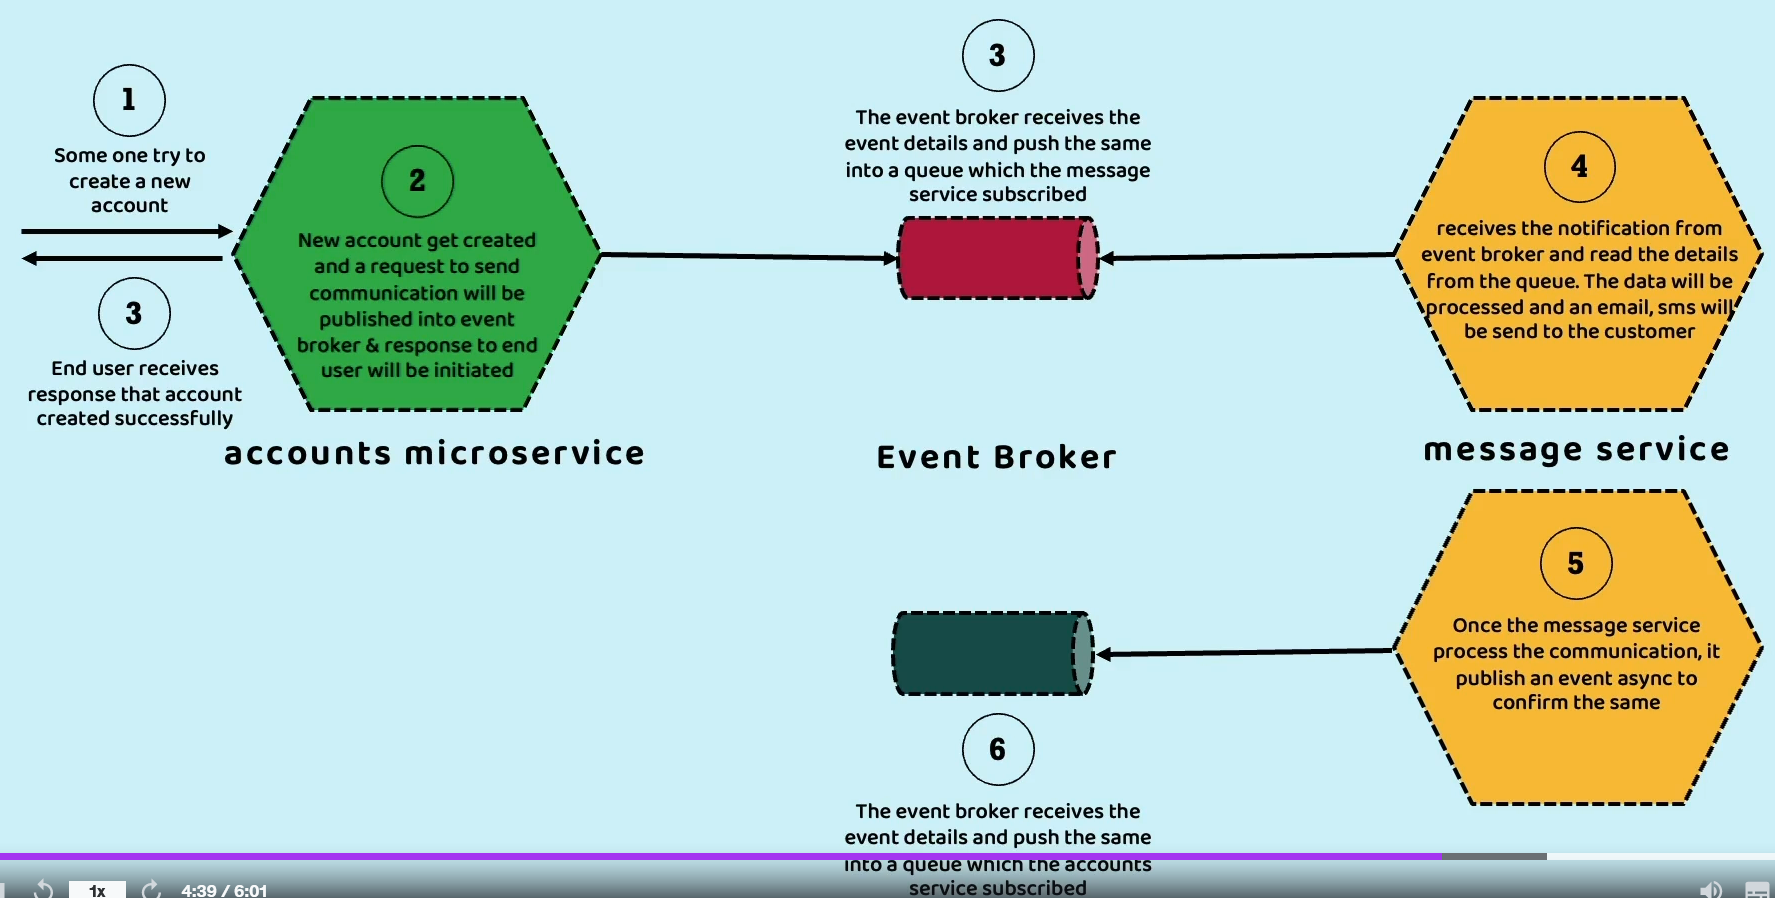 1
Some one try to
create a new
account
3
End user receives
response that account
created successfully
2
New account get created
and a request to send
communication will be
published into event
broker & response to end
user will be initiated
accounts microservice
3
The event broker receives the
event details and push the same
into a queue which the message
service subscribed
Event Broker
4
receives the notification from
event broker and read the details
from the queue. The data will be
processed and an email, sms will
be send to the customer
message service
5
Once the message service
process the communication, it
publish an event async to
confirm the same
6
The event broker receives the
event details and push the same
into a queue which the accounts
service subscribed
1x
4:39 / 6:01